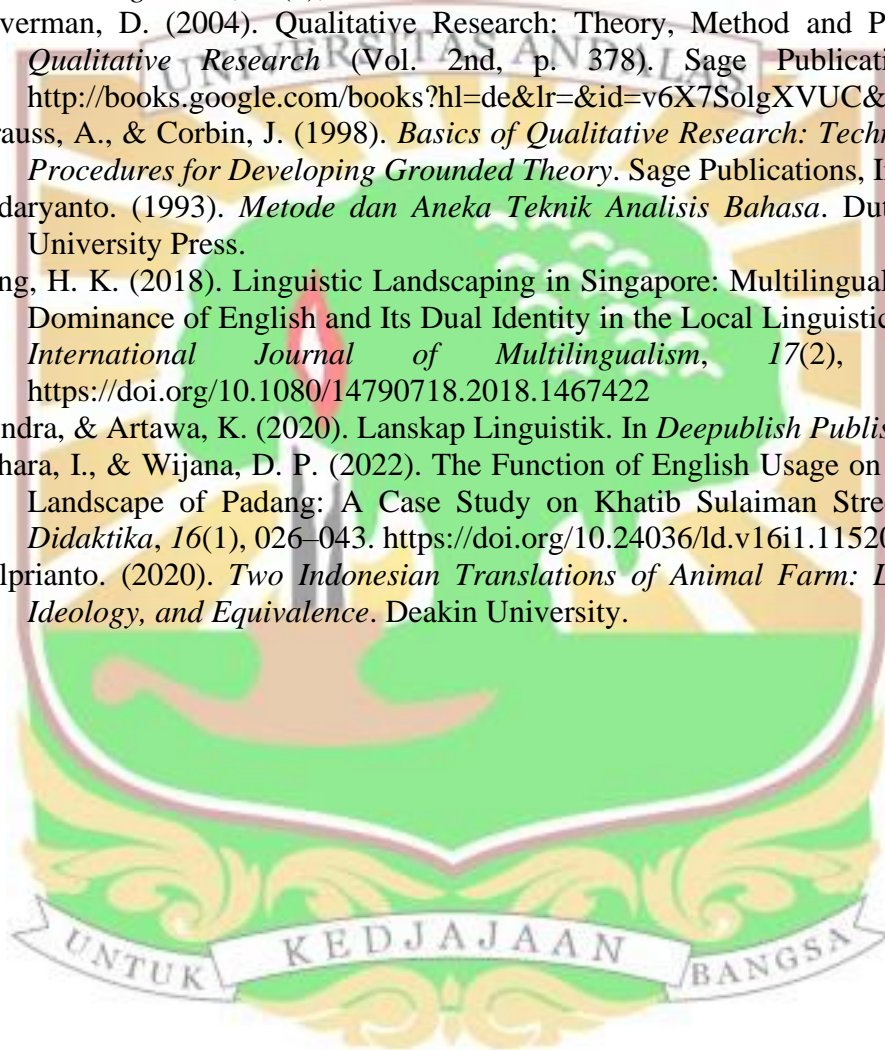 verman, D. (2004). Qualitative Research: Theory, Method and P
Qualitative Research (Vol. 2nd, p. 378). Sage Publicati
http://books.google.com/books?hl=de&lr=&id=v6X7SolgXVUC&
rauss, A., & Corbin, J. (1998). Basics of Qualitative Research: Techn
Procedures for Developing Grounded Theory. Sage Publications, I
daryanto. (1993). Metode dan Aneka Teknik Analisis Bahasa. Dut
University Press.
ng, H. K. (2018). Linguistic Landscaping in Singapore: Multilingual
Dominance of English and Its Dual Identity in the Local Linguistic
International Journal of Multilingualism, 17(2),
https://doi.org/10.1080/14790718.2018.1467422
ndra, & Artawa, K. (2020). Lanskap Linguistik. In Deepublish Publis
hara, I., & Wijana, D. P. (2022). The Function of English Usage on
Landscape of Padang: A Case Study on Khatib Sulaiman Stre
Didaktika, 16(1), 026–043. https://doi.org/10.24036/ld.v16i1.11520
lprianto. (2020). Two Indonesian Translations of Animal Farm: L
Ideology, and Equivalence. Deakin University.
UNIVERSITAS ANDALAS
UNTUK KEDJAJAAN BANGSA